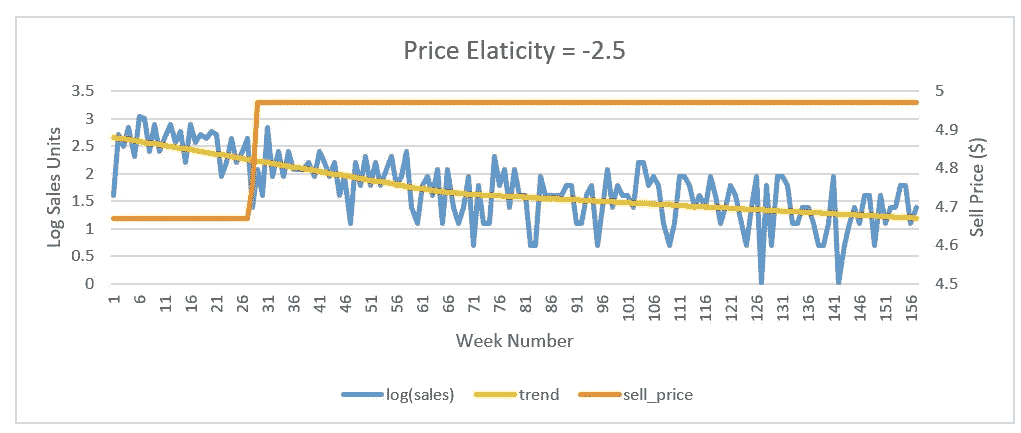 Price Elaticity = -2.5
3.5
3
2.5
2
1.5
1
0.5
0
Log Sales Units
5
4.9
4.8
4.7
4.6
4.5
Sell Price ($)
1 6 11 16 21 26 31 36 41 46 51 56 61 66 71 76 81 86 91 96 101 106 111 116 121 126 131 136 141 146 151 156
Week Number
log(sales) trend sell_price